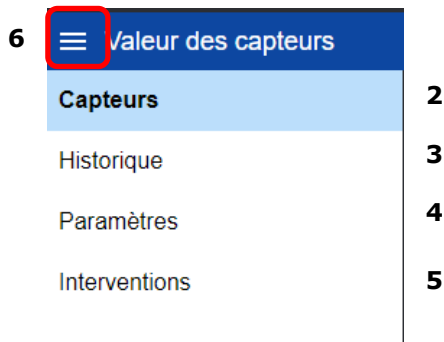 6 Valeur des capteurs
Capteurs 2
Historique 3
Paramètres 4
Interventions 5